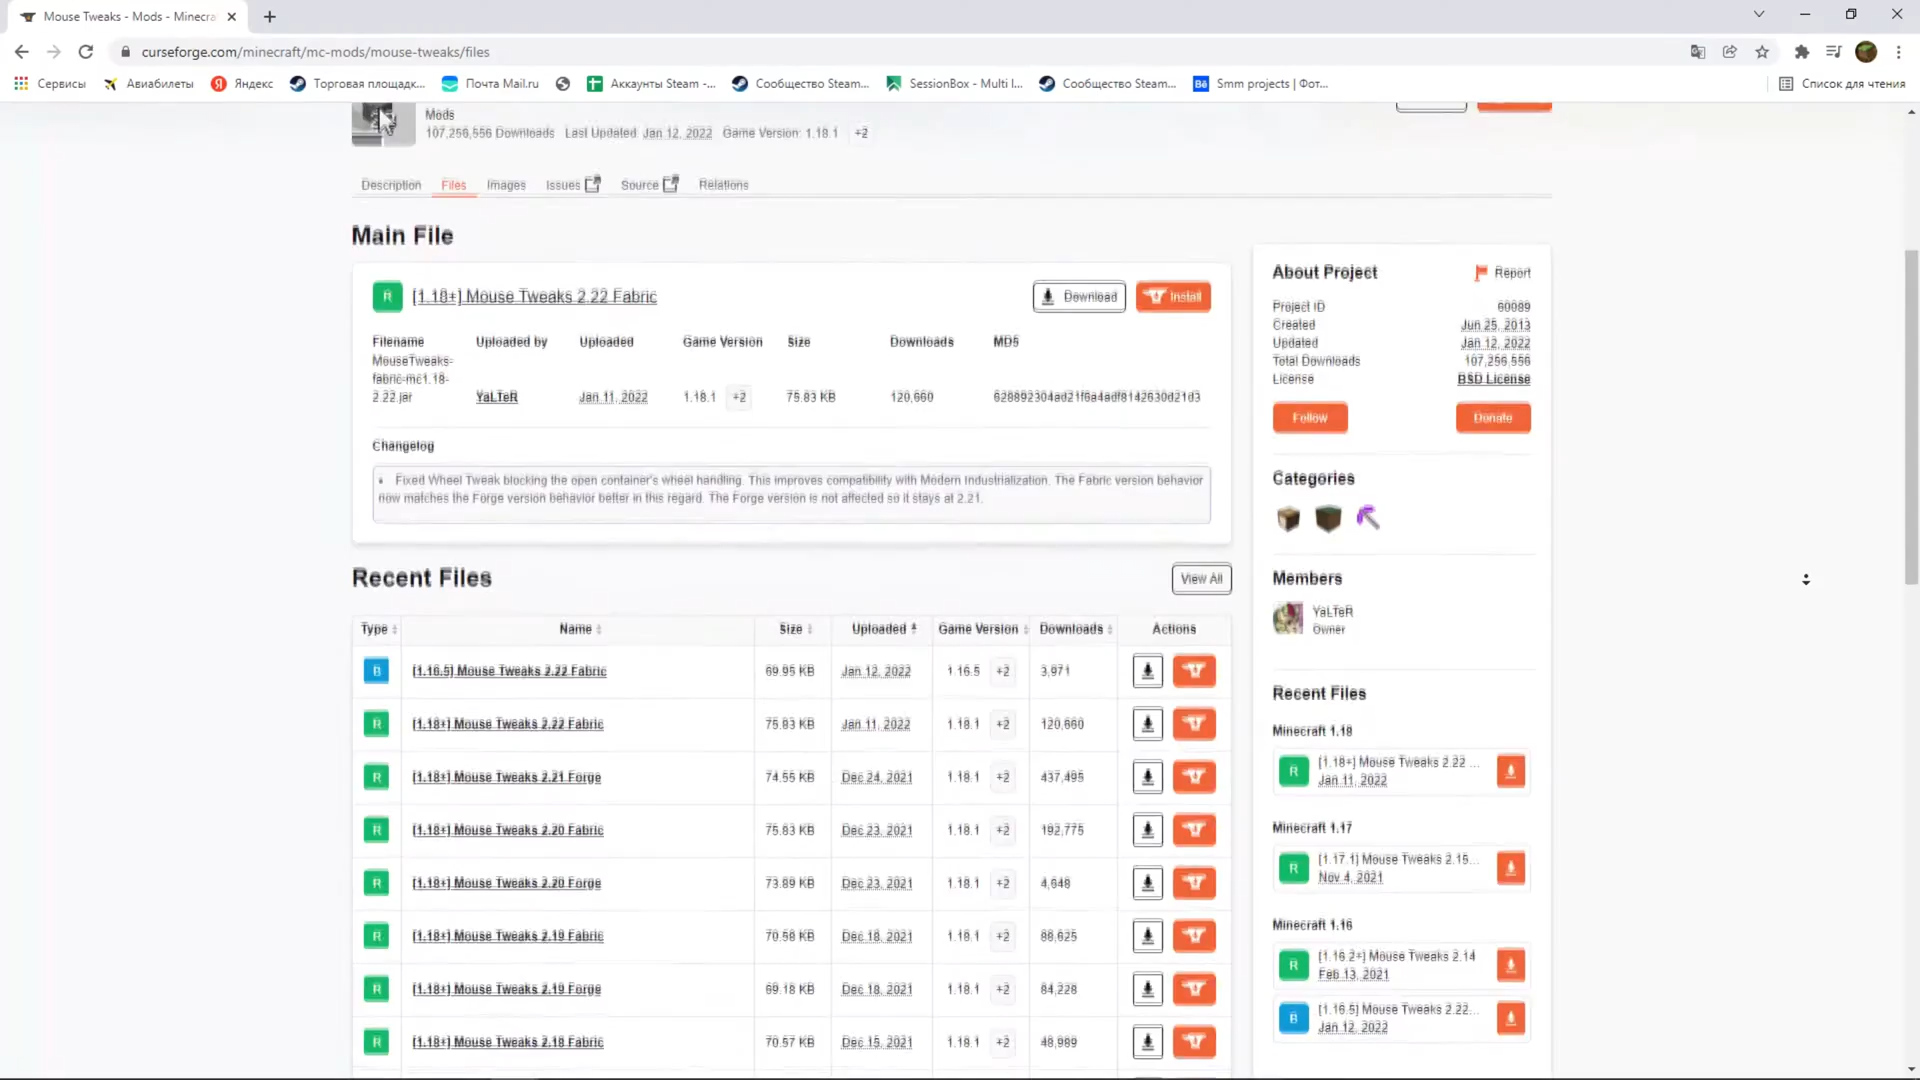 Mouse Tweaks - Mods - Minecra
curseforge.com/minecraft/mc-mods/mouse-tweaks/files
Сервисы Авиабилеты Яндекс Торговая площадк... Почта Mail.ru Аккаунты Steam -... Сообщество Steam... SessionBox - Multi l... Сообщество Steam... Smm projects | Фот... Список для чтения
Mods
107,256,556 Downloads Last Updated: Jan 12, 2022 Game Version: 1.18.1 +2
Description Files Images Issues Source Relations
Main File
R [1.18+] Mouse Tweaks 2.22 Fabric Download Install
Filename Uploaded by Uploaded Game Version Size Downloads MD5
MouseTweaks-
fabric-mc1.18-
2.22.jar YaLTeR Jan 11, 2022 1.18.1 +2 75.83 KB 120,660 628892304ad21f6a4adf8142630d21d3
Changelog
Fixed Wheel Tweak blocking the open container's wheel handling. This improves compatibility with Modern Industrialization. The Fabric version behavior
now matches the Forge version behavior better in this regard. The Forge version is not affected so it stays at 2.21.
Recent Files View All
Type Name Size Uploaded Game Version Downloads Actions
B [1.16.5] Mouse Tweaks 2.22 Fabric 69.95 KB Jan 12, 2022 1.16.5 +2 3,971
R [1.18+] Mouse Tweaks 2.22 Fabric 75.83 KB Jan 11, 2022 1.18.1 +2 120,660
R [1.18+] Mouse Tweaks 2.21 Forge 74.55 KB Dec 24, 2021 1.18.1 +2 437,495
R [1.18+] Mouse Tweaks 2.20 Fabric 75.83 KB Dec 23, 2021 1.18.1 +2 192,775
R [1.18+] Mouse Tweaks 2.20 Forge 73.89 KB Dec 23, 2021 1.18.1 +2 4,648
R [1.18+] Mouse Tweaks 2.19 Fabric 70.58 KB Dec 18, 2021 1.18.1 +2 88,625
R [1.18+] Mouse Tweaks 2.19 Forge 69.18 KB Dec 18, 2021 1.18.1 +2 84,228
R [1.18+] Mouse Tweaks 2.18 Fabric 70.57 KB Dec 15, 2021 1.18.1 +2 48,989
About Project Report
Project ID 60089
Created Jun 25, 2013
Updated Jan 12, 2022
Total Downloads 107,256,556
License BSD License
Follow Donate
Categories
Members
YaLTeR
Owner
Recent Files
Minecraft 1.18
R [1.18+] Mouse Tweaks 2.22 ...
Jan 11, 2022
Minecraft 1.17
R [1.17.1] Mouse Tweaks 2.15...
Nov 4, 2021
Minecraft 1.16
R [1.16.2+] Mouse Tweaks 2.14
Feb 13, 2021
B [1.16.5] Mouse Tweaks 2.22...
Jan 12, 2022